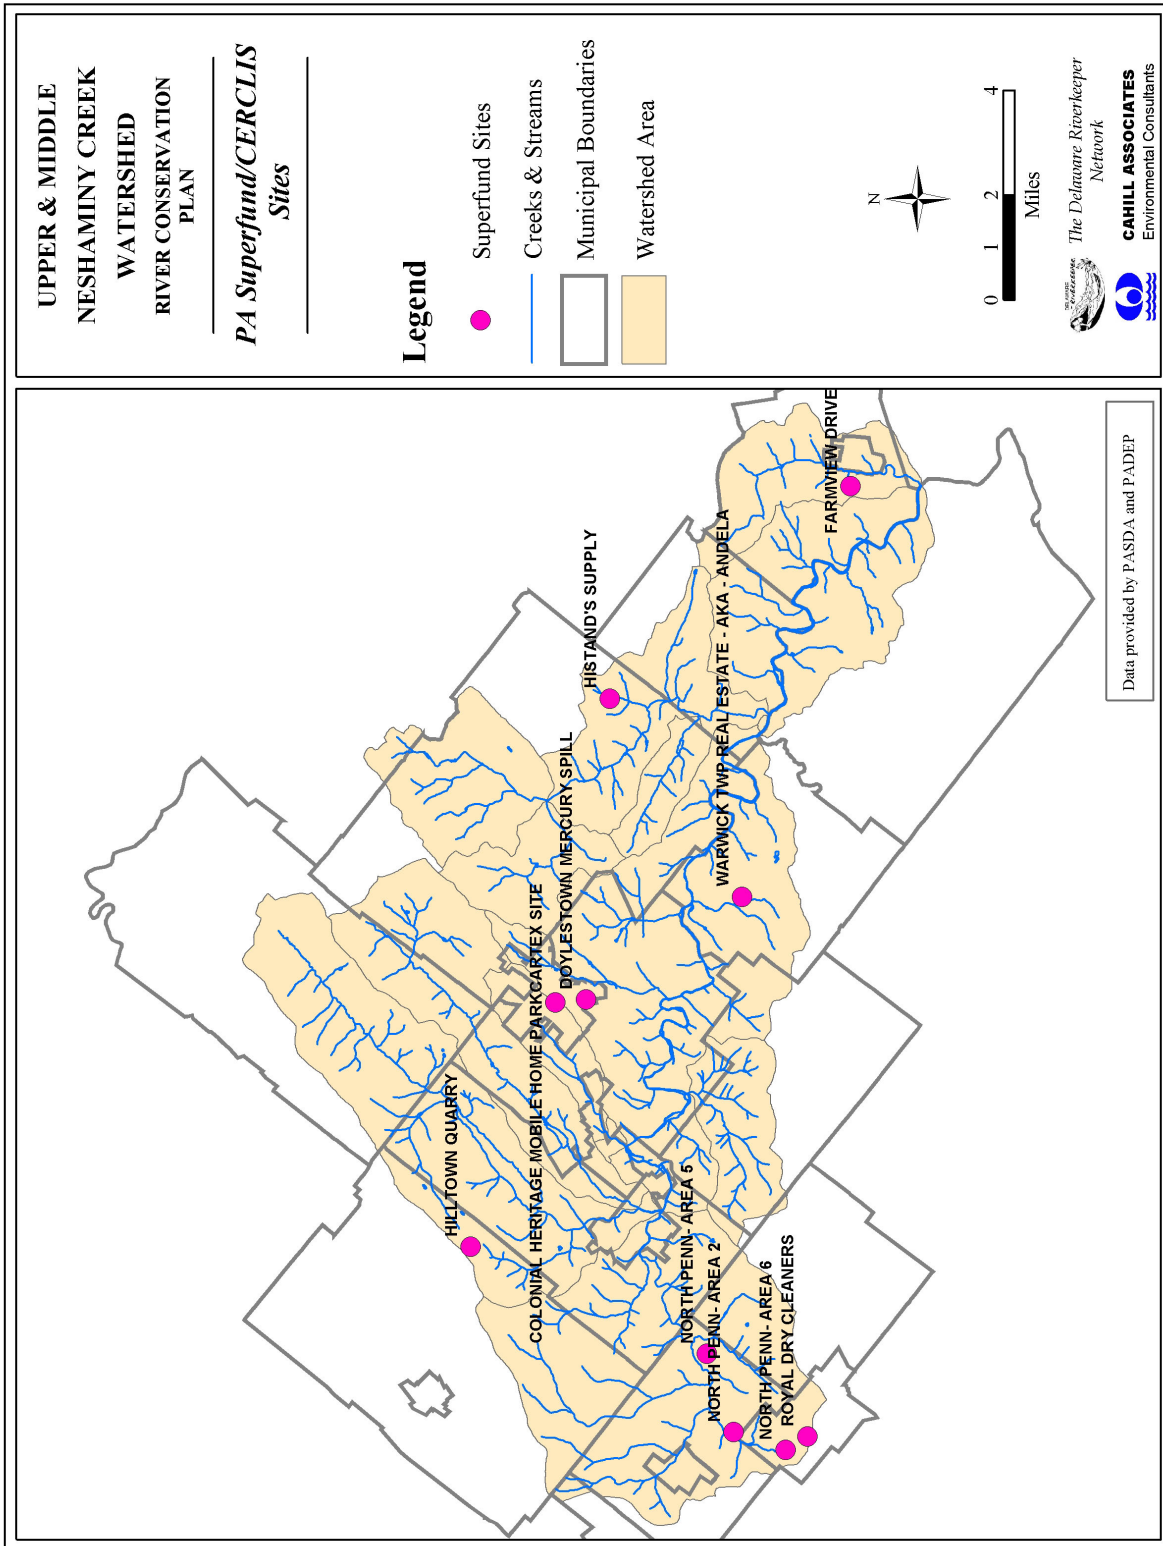 UPPER & MIDDLE
NESHAMINY CREEK
WATERSHED
RIVER CONSERVATION
PLAN
PA Superfund/CERCLIS
Sites
Legend
Superfund Sites
Creeks & Streams
Municipal Boundaries
Watershed Area
N
0 1 2 4
Miles
The Delaware Riverkeeper
Network
CAHILL ASSOCIATES
Environmental Consultants
HILLTOWN QUARRY
COLONIAL HERITAGE MOBILE HOME PARK
CARTEX SITE
DOYLESTOWN MERCURY SPILL
HISTAND'S SUPPLY
NORTH PENN- AREA 5
NORTH PENN- AREA 2
WARWICK TWP REAL ESTATE - AKA - ANDELA
NORTH PENN- AREA 6
ROYAL DRY CLEANERS
FARMVIEW DRIVE
Data provided by PASDA and PADEP